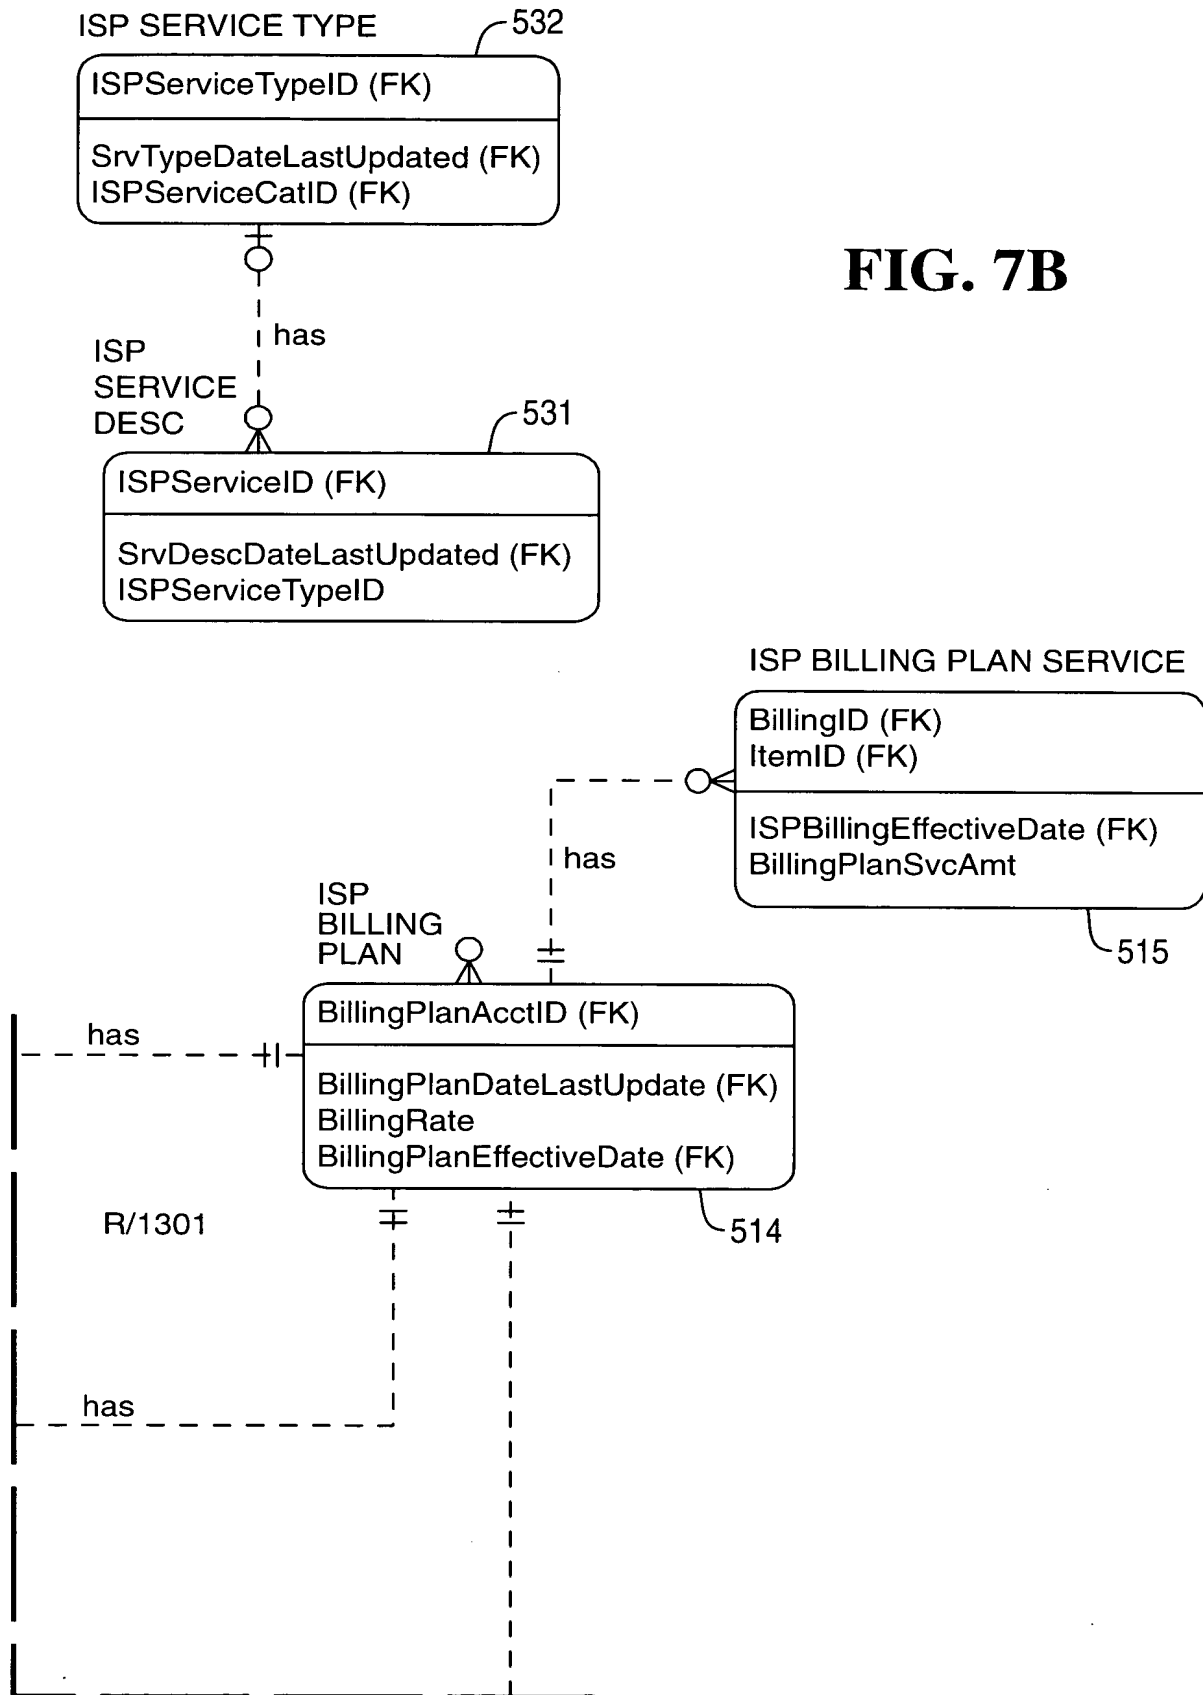 ISP SERVICE TYPE
532
ISPServiceTypeID (FK)
SrvTypeDateLastUpdated (FK)
ISPServiceCatID (FK)
FIG. 7B
has
ISP
SERVICE
DESC
531
ISPServiceID (FK)
SrvDescDateLastUpdated (FK)
ISPServiceTypeID
ISP BILLING PLAN SERVICE
BillingID (FK)
ItemID (FK)
ISPBillingEffectiveDate (FK)
BillingPlanSvcAmt
515
has
ISP
BILLING
PLAN
BillingPlanAcctID (FK)
BillingPlanDateLastUpdate (FK)
BillingRate
BillingPlanEffectiveDate (FK)
514
has
R/1301
has